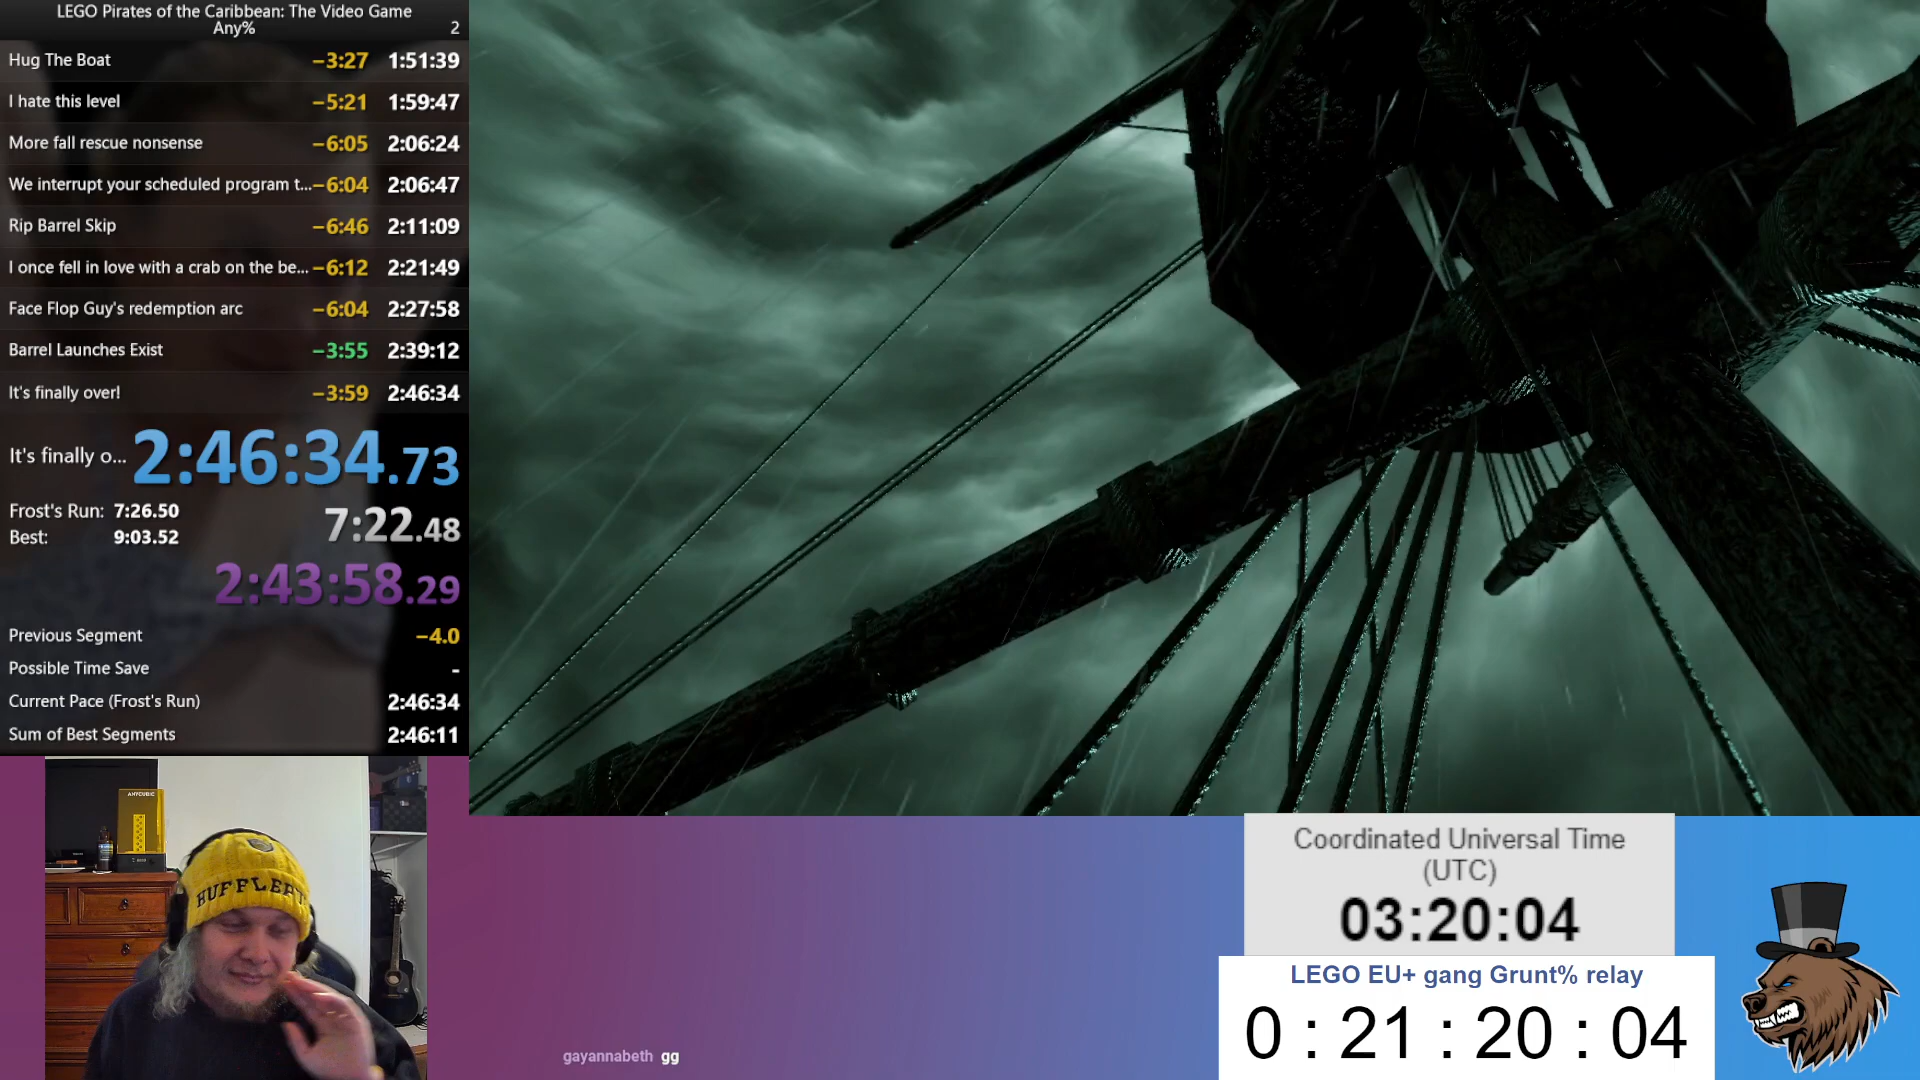 LEGO Pirates of the Caribbean: The Video Game
Any%
2
Hug The Boat −3:27 1:51:39
I hate this level −5:21 1:59:47
More fall rescue nonsense −6:05 2:06:24
We interrupt your scheduled program t... −6:04 2:06:47
Rip Barrel Skip −6:46 2:11:09
I once fell in love with a crab on the be... −6:12 2:21:49
Face Flop Guy's redemption arc −6:04 2:27:58
Barrel Launches Exist −3:55 2:39:12
It's finally over! −3:59 2:46:34
It's finally o... 2:46:34.73
Frost's Run: 7:26.50 7:22.48
Best: 9:03.52
2:43:58.29
Previous Segment −4.0
Possible Time Save -
Current Pace (Frost's Run) 2:46:34
Sum of Best Segments 2:46:11
ANYCUBIC
gayannabeth gg
Coordinated Universal Time
(UTC)
03:20:04
LEGO EU+ gang Grunt% relay
0 : 21 : 20 : 04